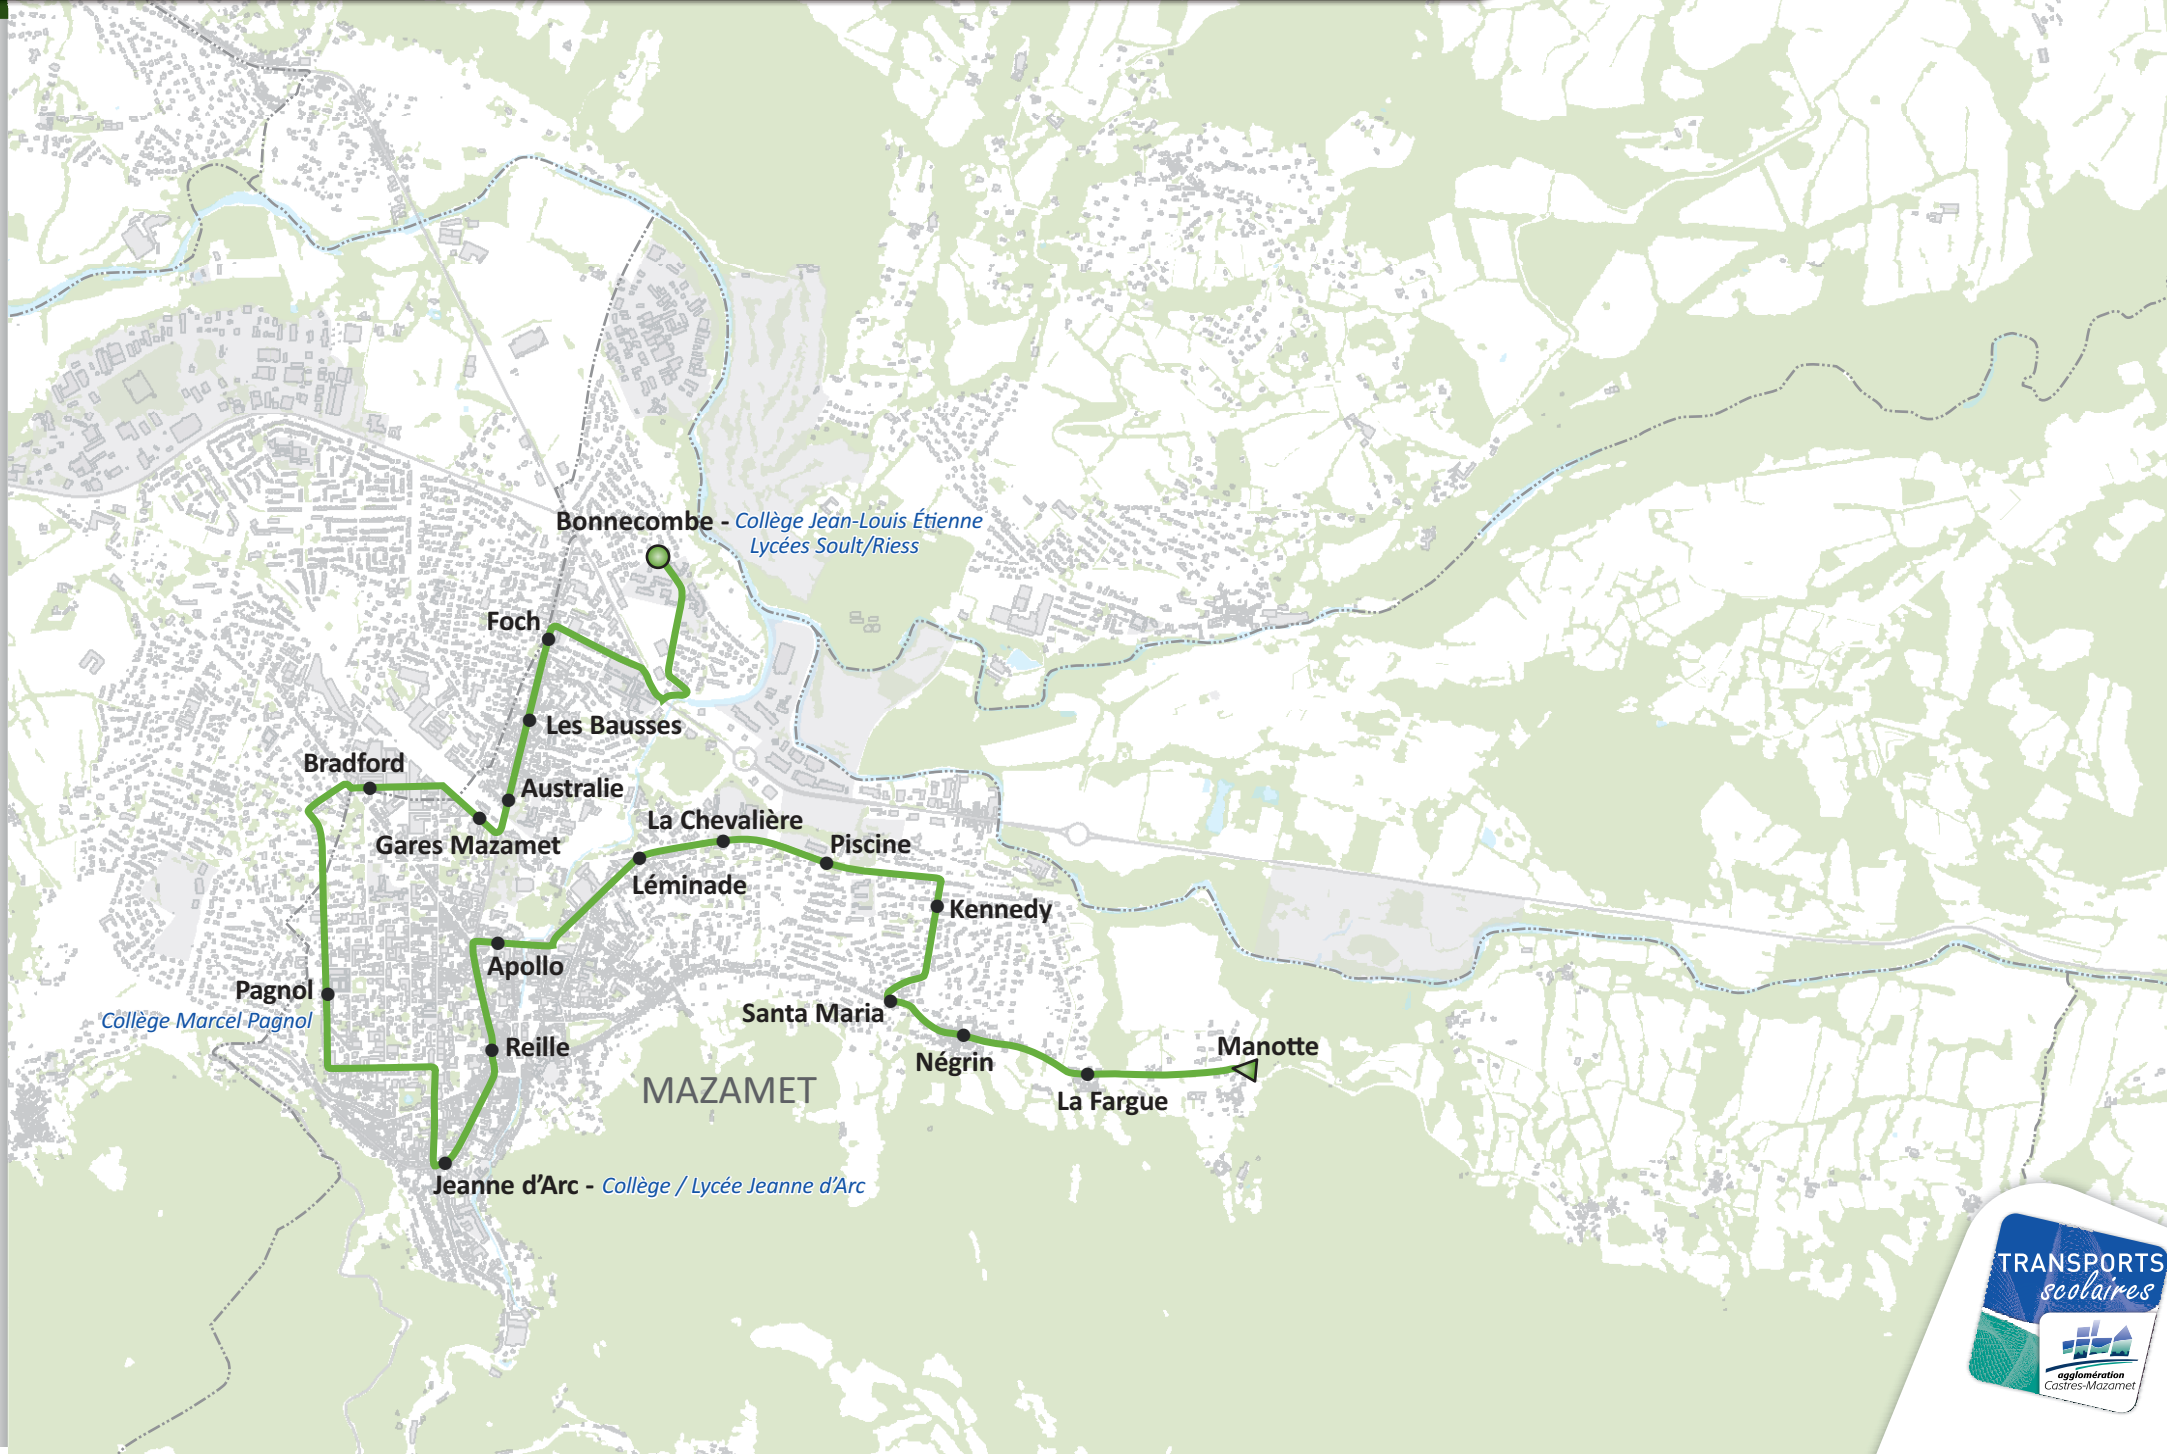 Bonnecombe - Collège Jean-Louis Étienne
Lycées Soult/Riess
Foch
Les Bausses
Bradford
Australie
Gares Mazamet
La Chevalière
Piscine
Léminade
Kennedy
Apollo
Pagnol
Collège Marcel Pagnol
Santa Maria
Reille
Négrin
Manotte
MAZAMET
La Fargue
Jeanne d’Arc - Collège / Lycée Jeanne d’Arc
TRANSPORTS
scolaires
agglomération
Castres-Mazamet